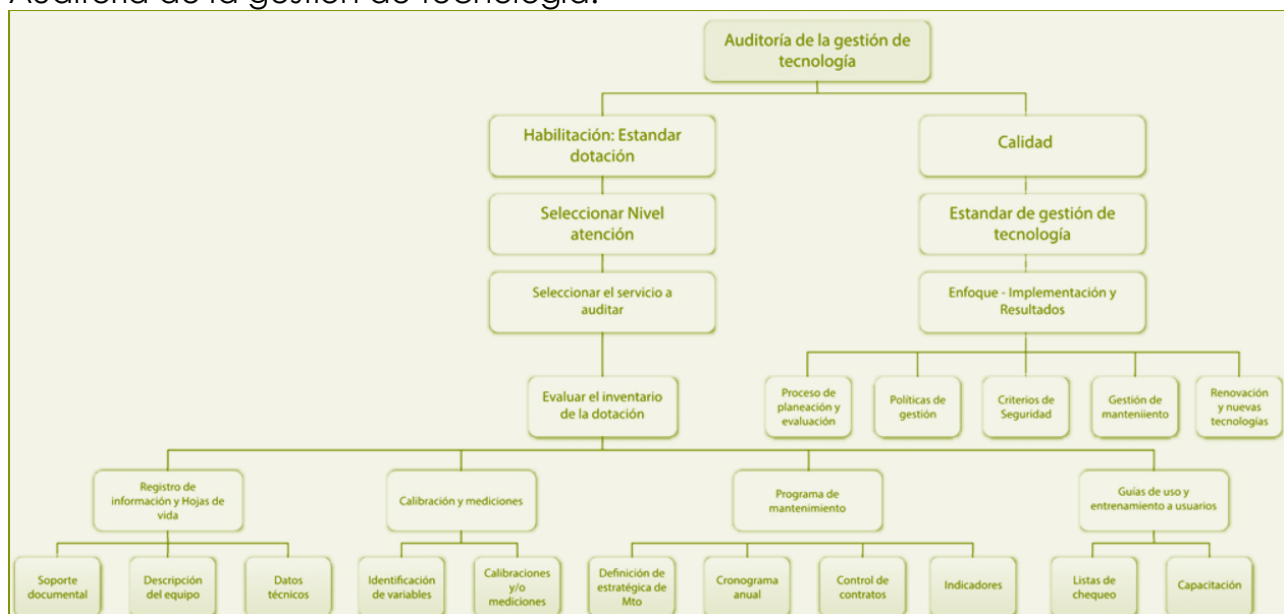 Auditoría de la gestión de tecnología.
Auditoría de la gestión de
tecnología
Habilitación: Estandar
dotación
Calidad
Seleccionar Nivel
atención
Estandar de gestión de
tecnología
Seleccionar el servicio a
auditar
Enfoque - Implementación y
Resultados
Evaluar el inventario
de la dotación
Proceso de
planeación y
evaluación
Políticas de
gestión
Criterios de
Seguridad
Gestión de
manteniiento
Renovación
y nuevas
tecnologías
Registro de
información y Hojas de
vida
Calibración y mediciones
Programa de
mantenimiento
Guías de uso y
entrenamiento a usuarios
Soporte
documental
Descripción
del equipo
Datos
técnicos
Identificación
de variables
Calibraciones
y/o
mediciones
Definición de
estratégica de
Mto
Cronograma
anual
Control de
contratos
Indicadores
Listas de
chequeo
Capacitación